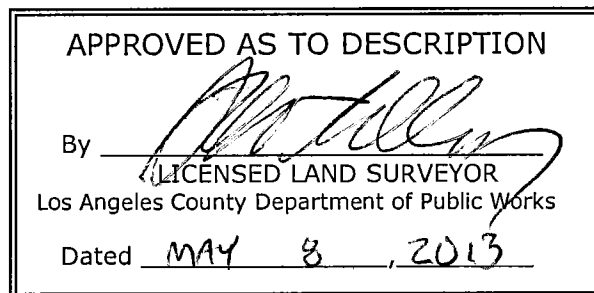 APPROVED AS TO DESCRIPTION
By
LICENSED LAND SURVEYOR
Los Angeles County Department of Public Works
Dated MAY 8, 2013